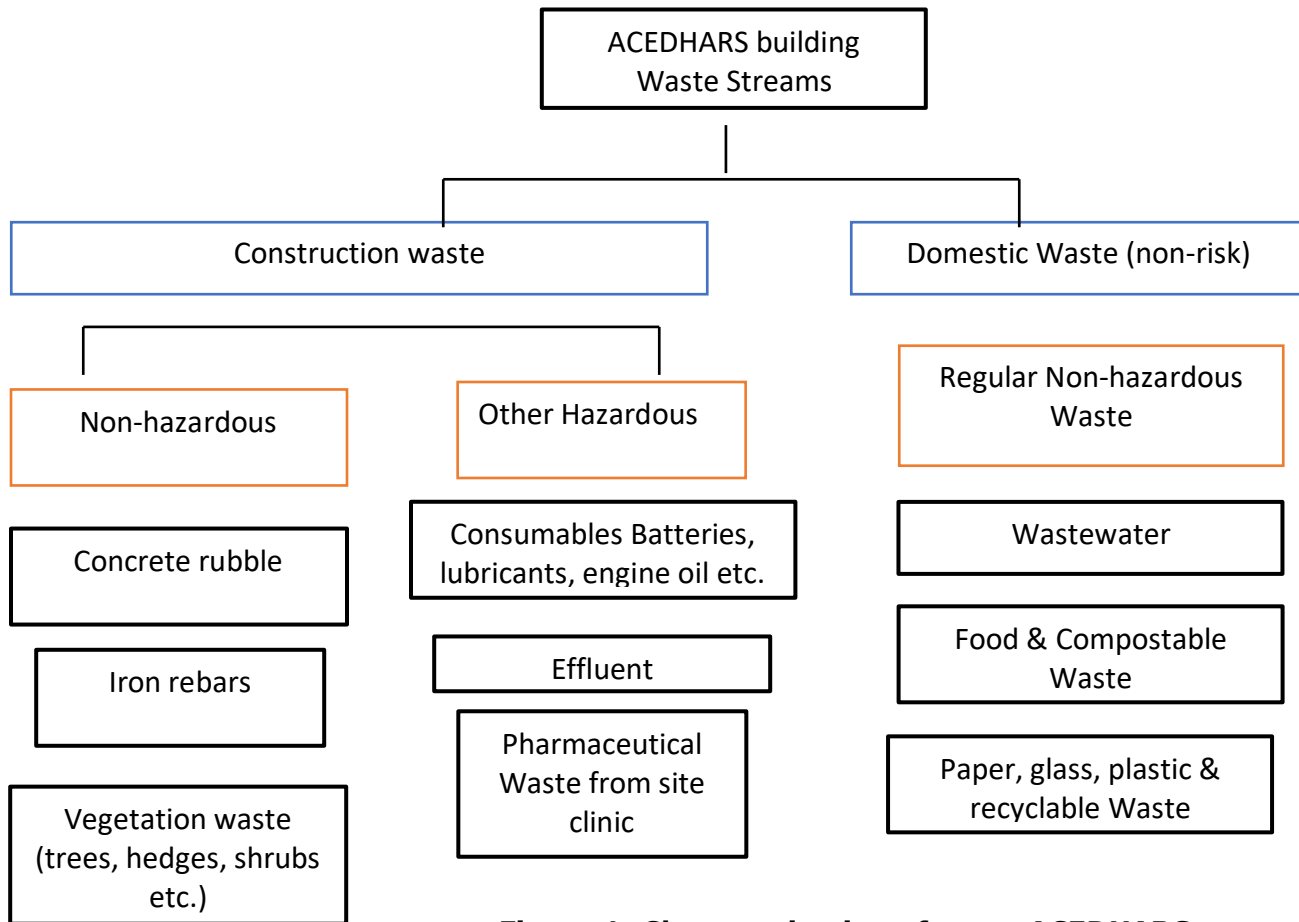 ACEDHARS building
Waste Streams
Construction waste
Domestic Waste (non-risk)
Non-hazardous
Other Hazardous
Regular Non-hazardous
Waste
Concrete rubble
Consumables Batteries,
lubricants, engine oil etc.
Wastewater
Iron rebars
Effluent
Food & Compostable
Waste
Vegetation waste
(trees, hedges, shrubs
etc.)
Pharmaceutical
Waste from site
clinic
Paper, glass, plastic &
recyclable Waste